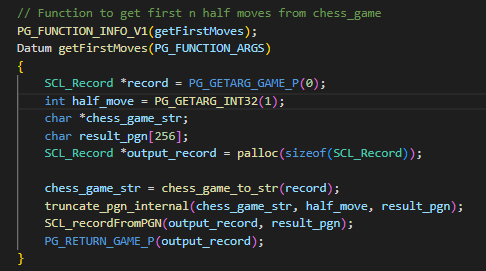 // Function to get first n half moves from chess_game
PG_FUNCTION_INFO_V1(getFirstMoves);
Datum getFirstMoves(PG_FUNCTION_ARGS)
{
    SCL_Record *record = PG_GETARG_GAME_P(0);
    int half_move = PG_GETARG_INT32(1);
    char *chess_game_str;
    char result_pgn[256];
    SCL_Record *output_record = palloc(sizeof(SCL_Record));

    chess_game_str = chess_game_to_str(record);
    truncate_pgn_internal(chess_game_str, half_move, result_pgn);
    SCL_recordFromPGN(output_record, result_pgn);
    PG_RETURN_GAME_P(output_record);
}